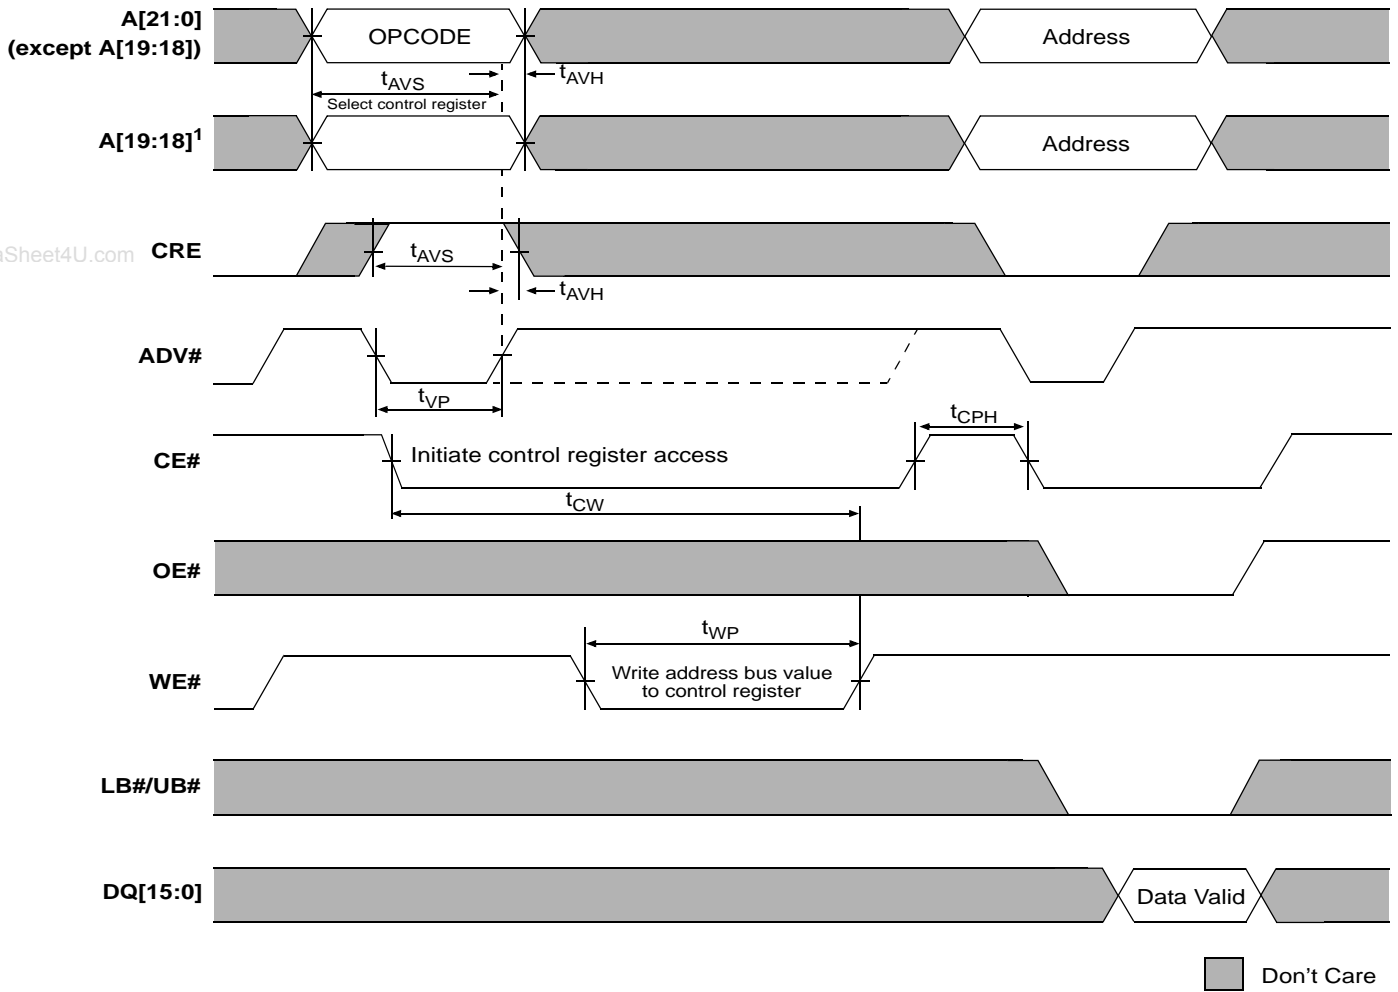 A[21:0]
(except A[19:18])
OPCODE
Address
tAVS
tAVH
Select control register
A[19:18]1
Address
aSheet4U.com
CRE
tAVS
tAVH
ADV#
tVP
tCPH
CE#
Initiate control register access
tCW
OE#
tWP
WE#
Write address bus value
to control register
LB#/UB#
DQ[15:0]
Data Valid
Don't Care